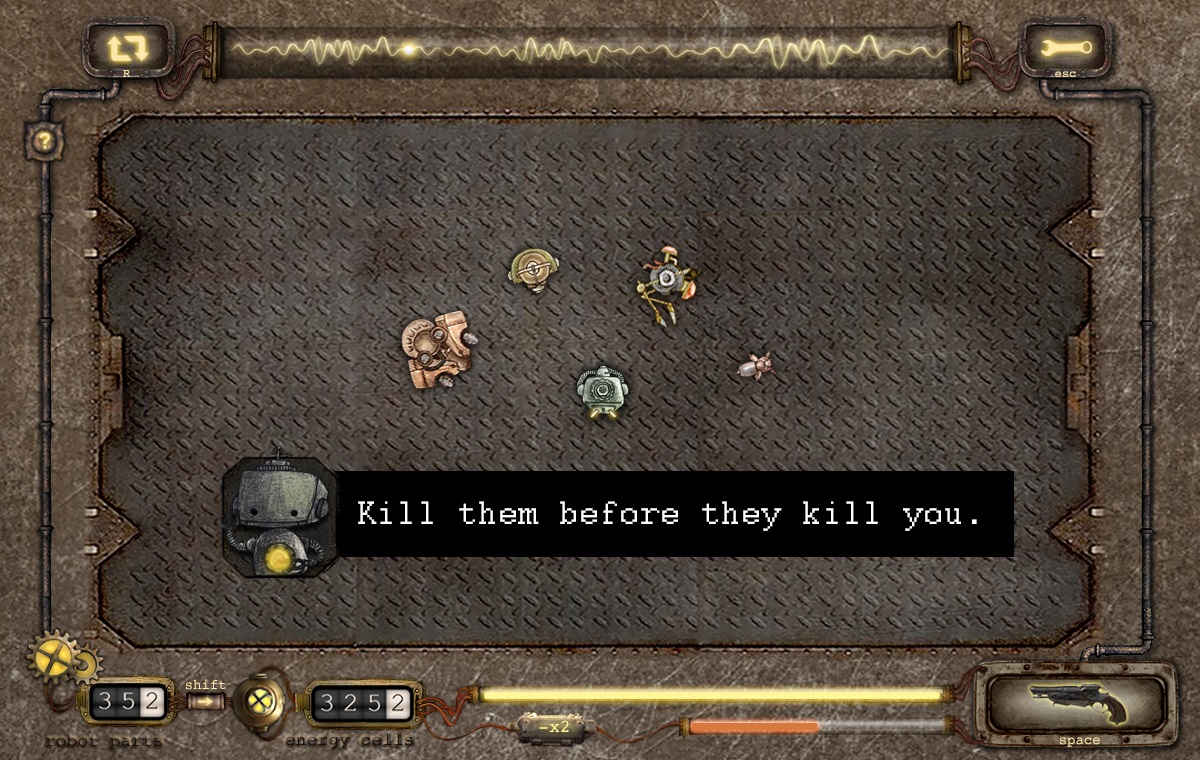 R
esc
?
Kill them before they kill you.
shift
352
3252
-x2
robot parts
energy cells
space